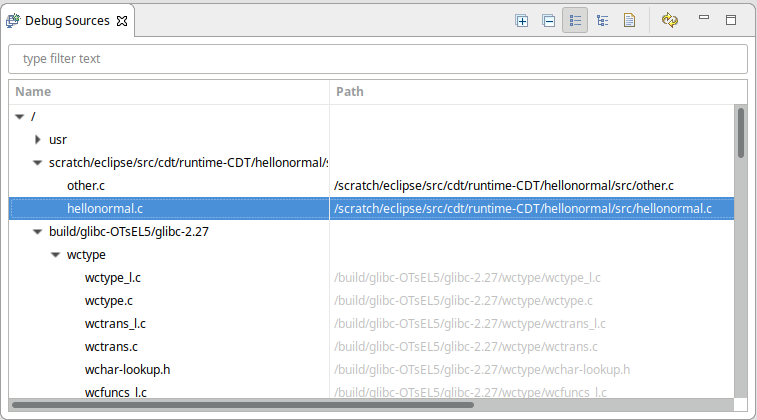 Debug Sources
type filter text
Name Path
/
usr
scratch/eclipse/src/cdt/runtime-CDT/hellonormal/s
other.c /scratch/eclipse/src/cdt/runtime-CDT/hellonormal/src/other.c
hellonormal.c /scratch/eclipse/src/cdt/runtime-CDT/hellonormal/src/hellonormal.c
build/glibc-OTsEL5/glibc-2.27
wctype
wctype_l.c /build/glibc-OTsEL5/glibc-2.27/wctype/wctype_l.c
wctype.c /build/glibc-OTsEL5/glibc-2.27/wctype/wctype.c
wctrans_l.c /build/glibc-OTsEL5/glibc-2.27/wctype/wctrans_l.c
wctrans.c /build/glibc-OTsEL5/glibc-2.27/wctype/wctrans.c
wchar-lookup.h /build/glibc-OTsEL5/glibc-2.27/wctype/wchar-lookup.h
wcfuncs_l.c /build/glibc-OTsEL5/glibc-2.27/wctype/wcfuncs_l.c